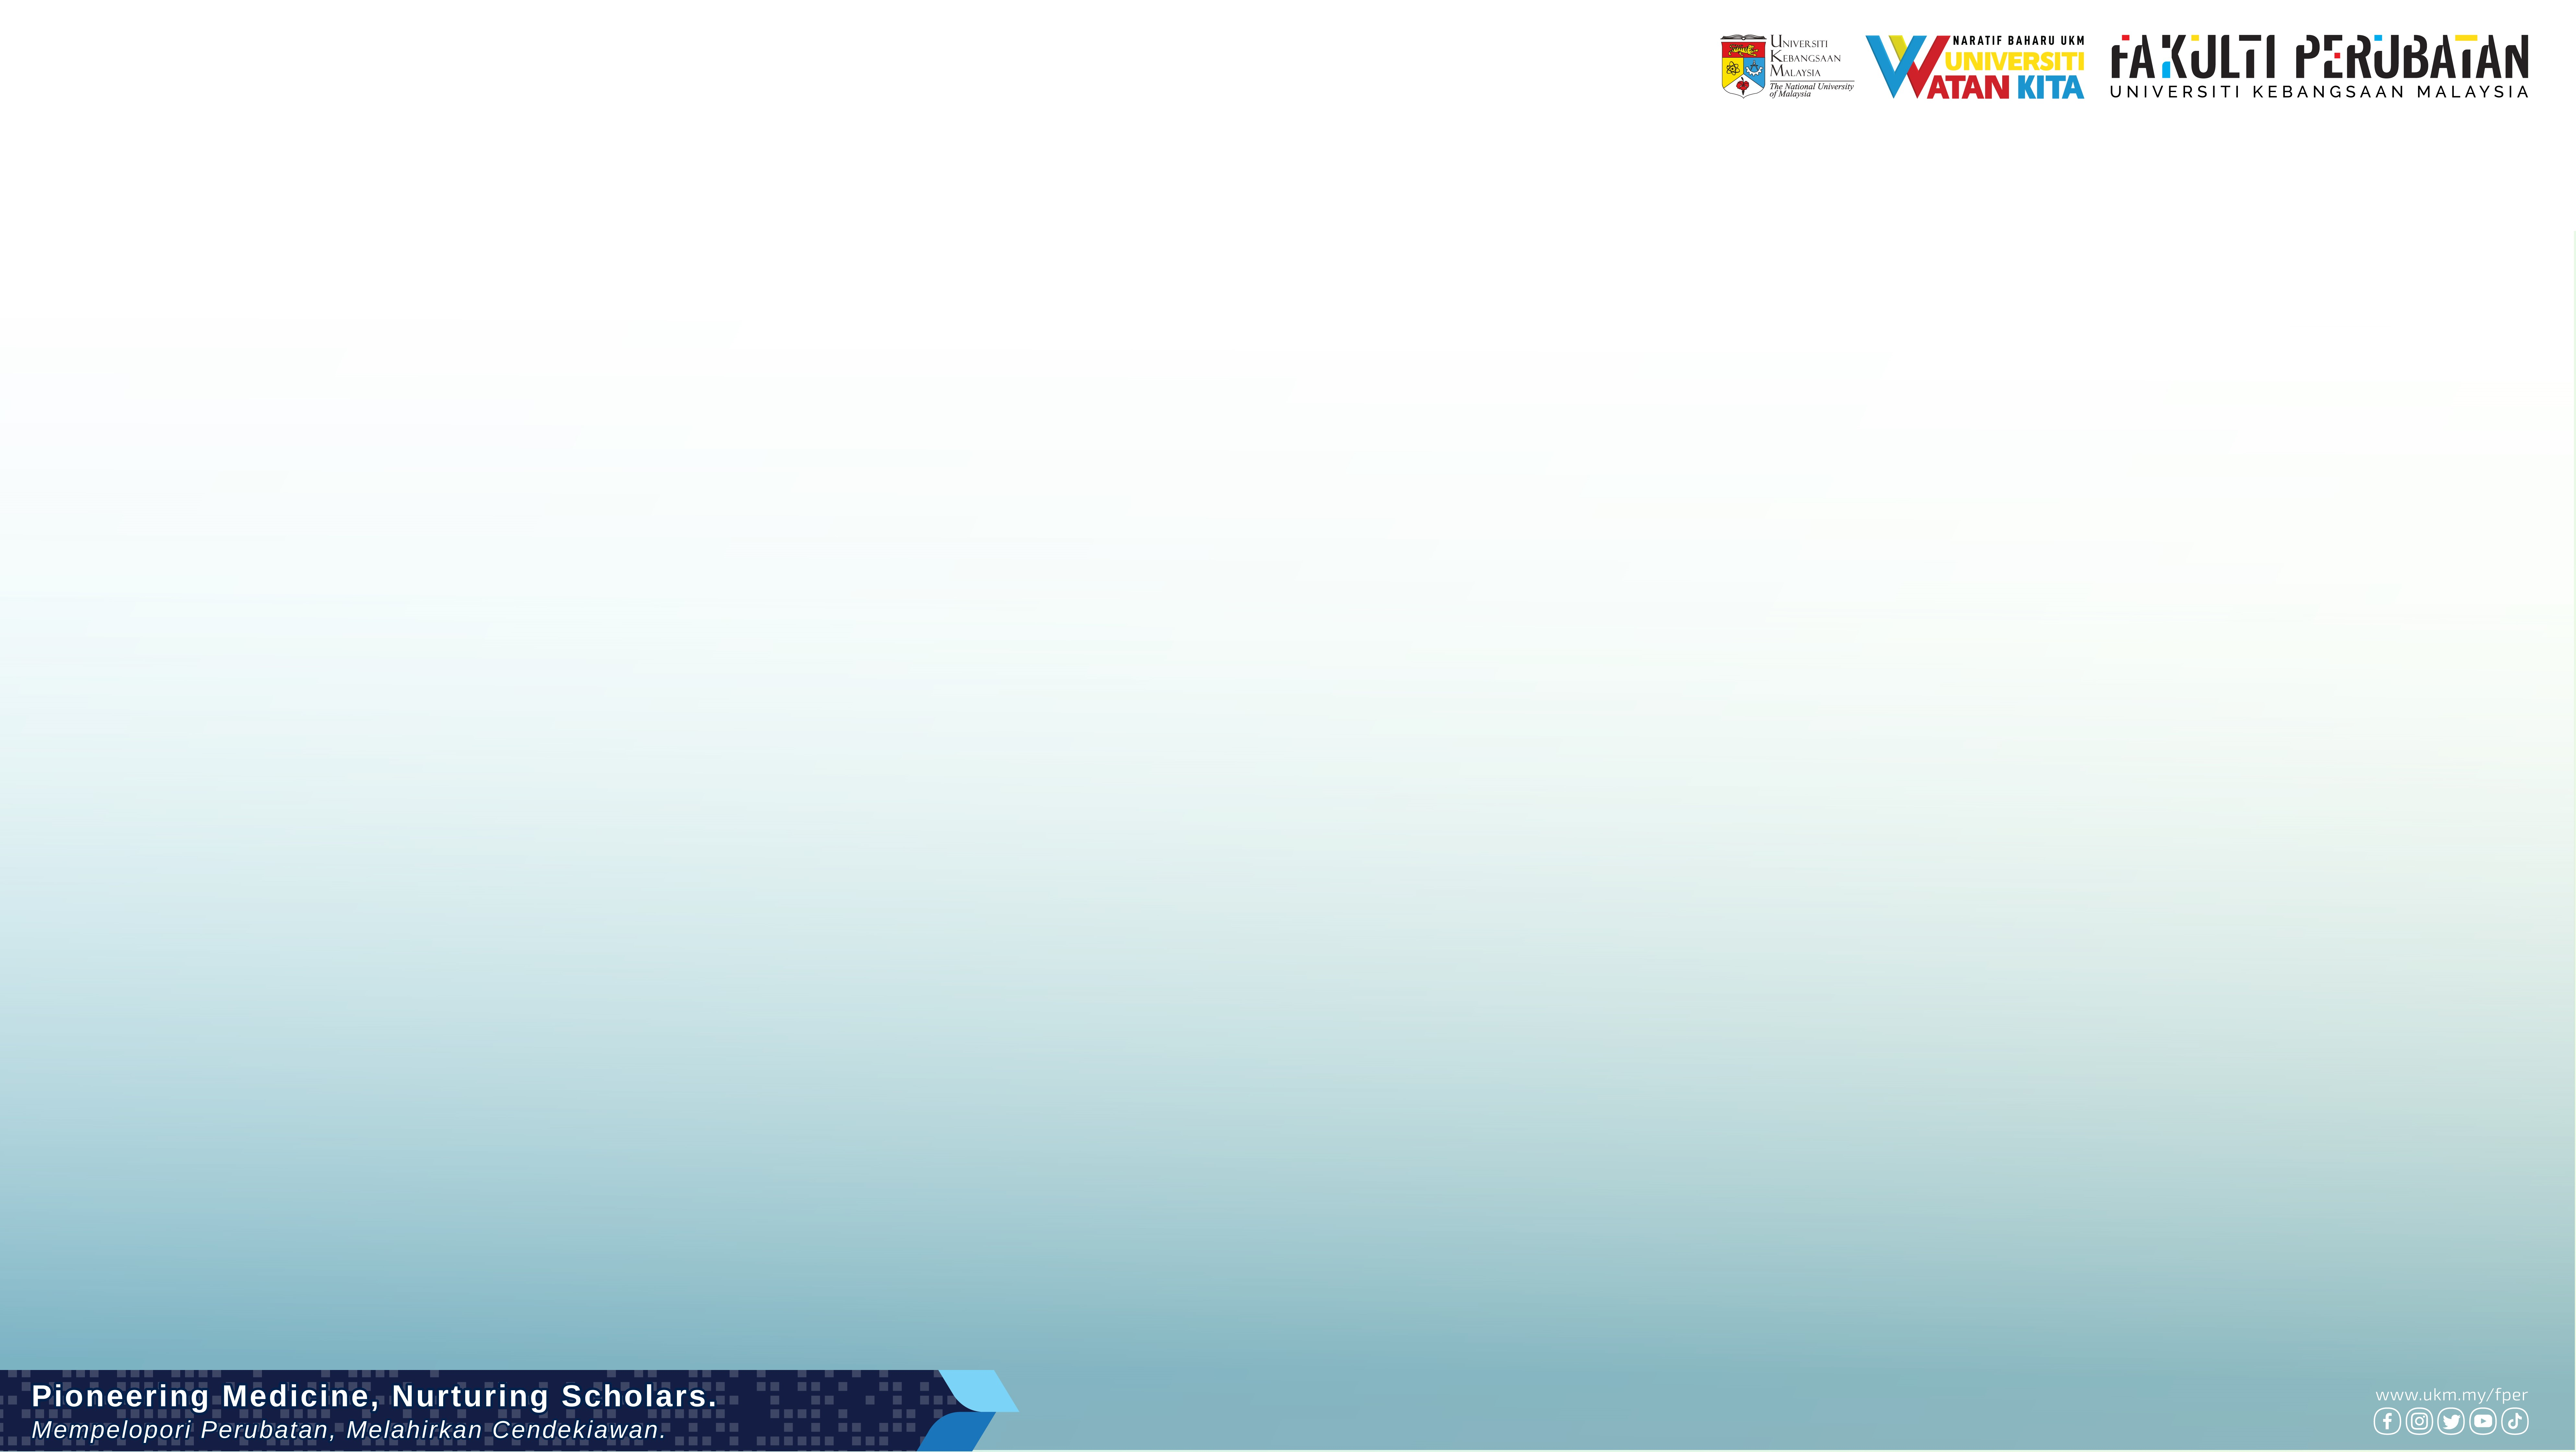 UNIVERSITI
KEBANGSAAN
MALAYSIA
The National University
of Malaysia
NARATIF BAHARU UKM
UNIVERSITI
WATAN KITA
FAKULTI PERUBATAN
UNIVERSITI KEBANGSAAN MALAYSIA
Pioneering Medicine, Nurturing Scholars.
Mempelopori Perubatan, Melahirkan Cendekiawan.
www.ukm.my/fper